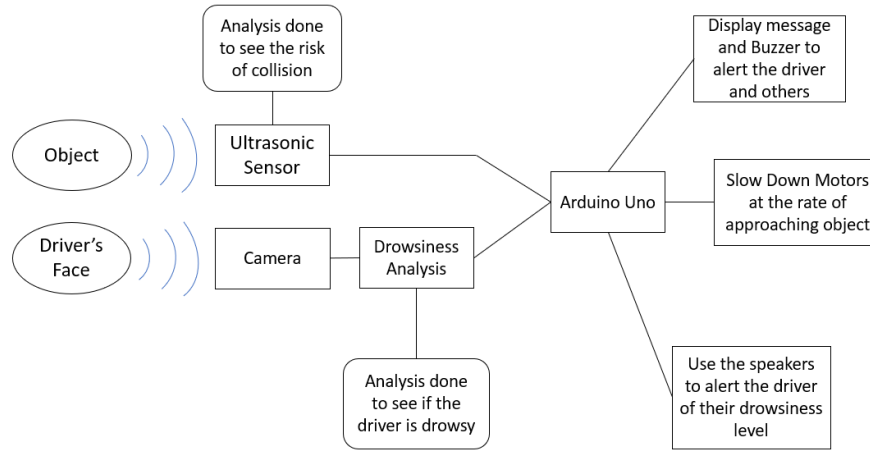 Analysis done
to see the risk
of collision
Display message
and Buzzer to
alert the driver
and others
Object
Ultrasonic
Sensor
Arduino Uno
Slow Down Motors
at the rate of
approaching object
Driver's
Face
Camera
Drowsiness
Analysis
Analysis done
to see if the
driver is drowsy
Use the speakers
to alert the driver
of their drowsiness
level